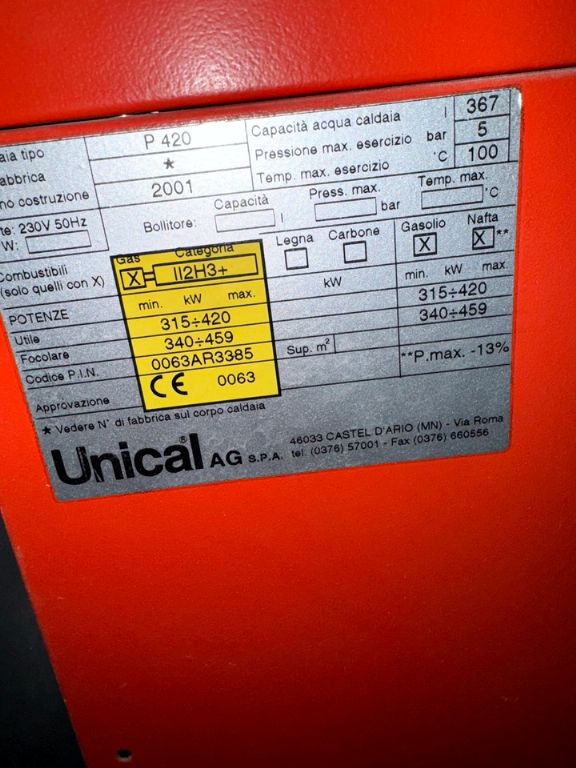 aia tipo P 420 Capacità acqua caldaia l 367
abbrica * Pressione max. esercizio bar 5
no costruzione 2001 Temp. max. esercizio °C 100
te: 230V 50Hz Bollitore: Capacità l Press. max. bar Temp. max. °C
W:
Combustibili Gas Categoria Legna Carbone Gasolio Nafta
(solo quelli con X) X II2H3+ X X**
POTENZE min. kW max. kW min. kW max.
Utile 315÷420 315÷420
Focolare 340÷459 340÷459
Codice P.I.N. 0063AR3385 Sup. m²
Approvazione CE 0063 **P.max. -13%
* Vedere N° di fabbrica sul corpo caldaia
Unical AG S.P.A. 46033 CASTEL D'ARIO (MN) - Via Roma
tel. (0376) 57001 - Fax (0376) 660556